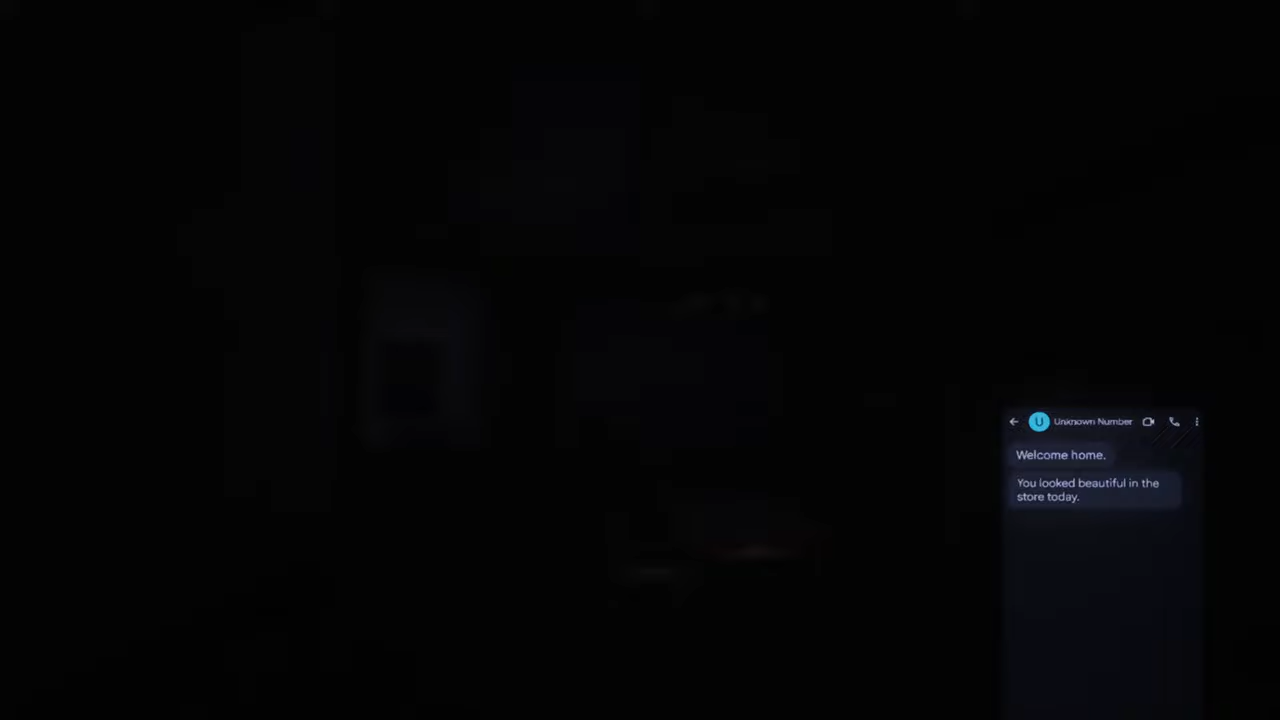 U Unknown Number
Welcome home.
You looked beautiful in the
store today.